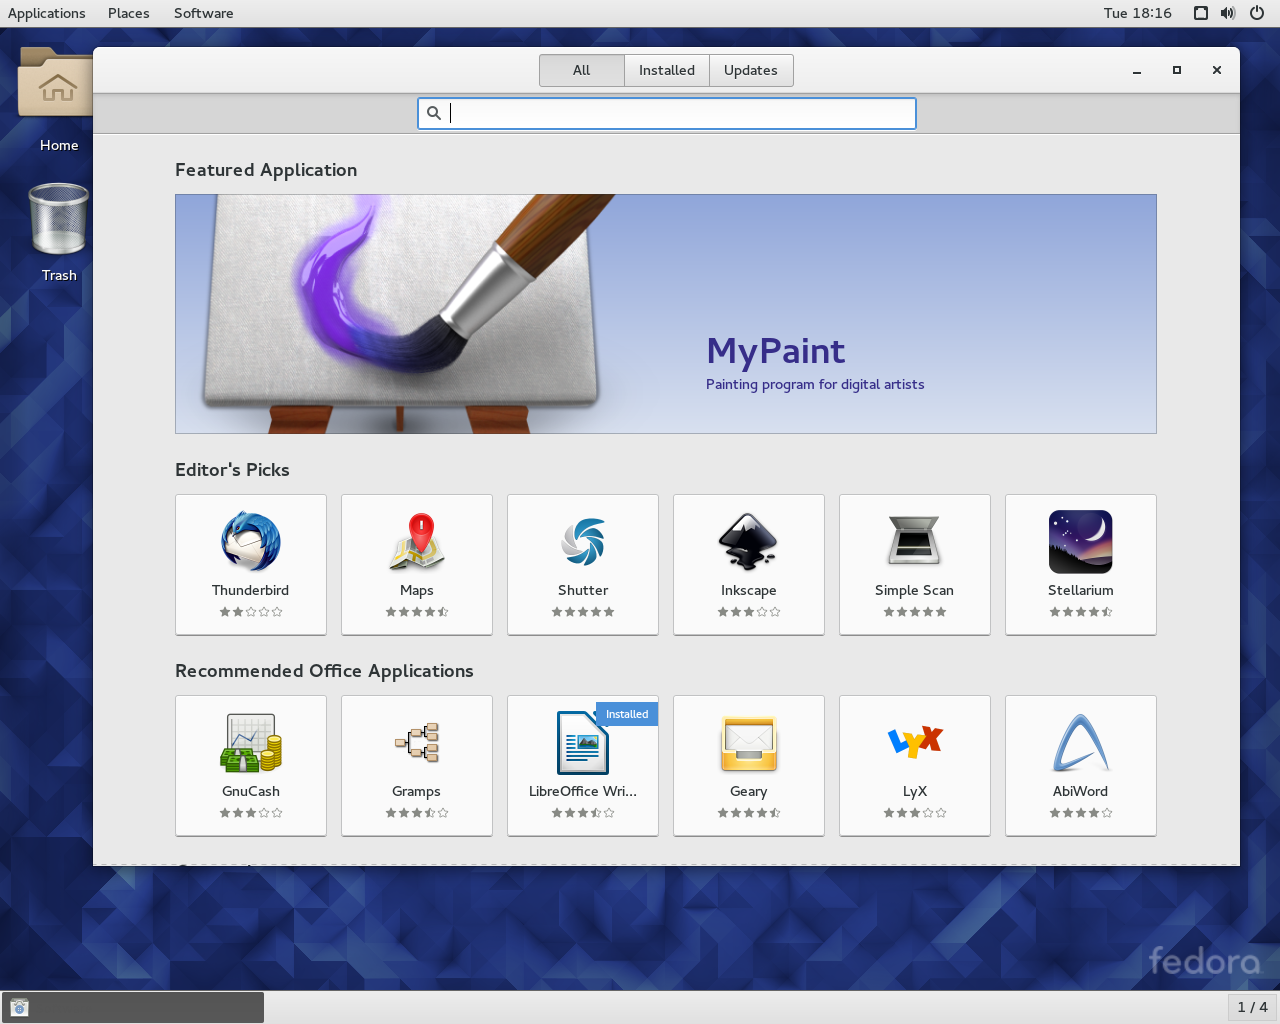 Applications Places Software Tue 18:16
All Installed Updates
Home
Trash
Featured Application
MyPaint
Painting program for digital artists
Editor's Picks
Thunderbird Maps Shutter Inkscape Simple Scan Stellarium
Recommended Office Applications
Installed
GnuCash Gramps LibreOffice Wri... Geary LyX AbiWord
fedora
1 / 4